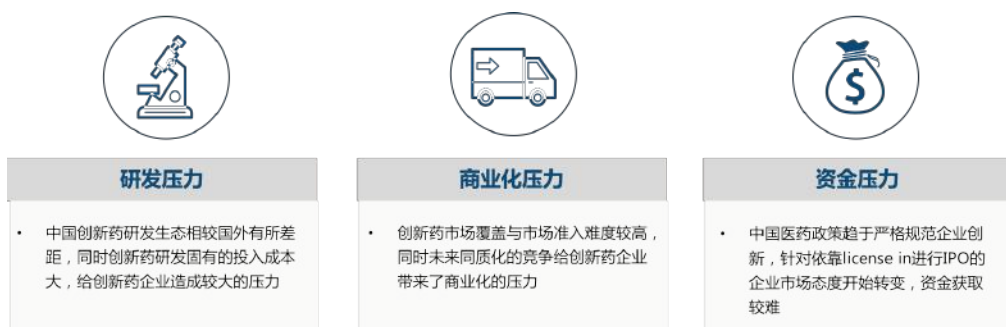 $
研发压力
• 中国创新药研发生态相较国外有所差
距，同时创新药研发固有的投入成本
大，给创新药企业造成较大的压力
商业化压力
• 创新药市场覆盖与市场准入难度较高，
同时未来同质化的竞争给创新药企业
带来了商业化的压力
资金压力
• 中国医药政策趋于严格规范企业创
新，针对依靠license in进行IPO的
企业市场态度开始转变，资金获取
较难